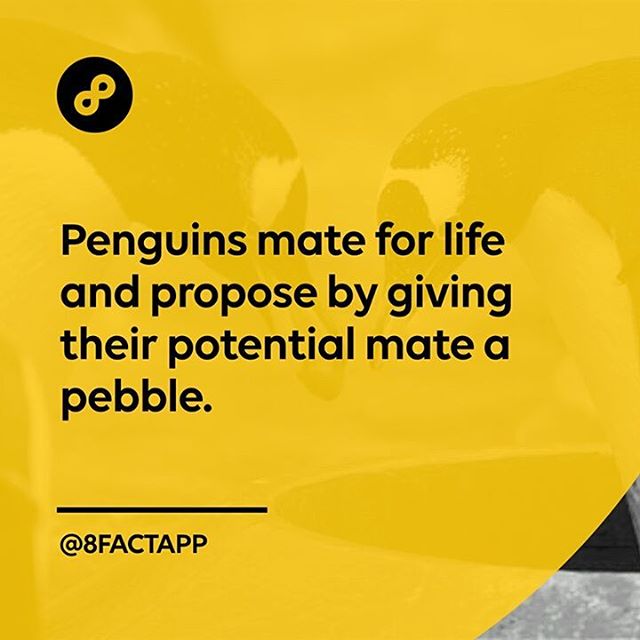 Penguins mate for life
and propose by giving
their potential mate a
pebble.
@8FACTAPP